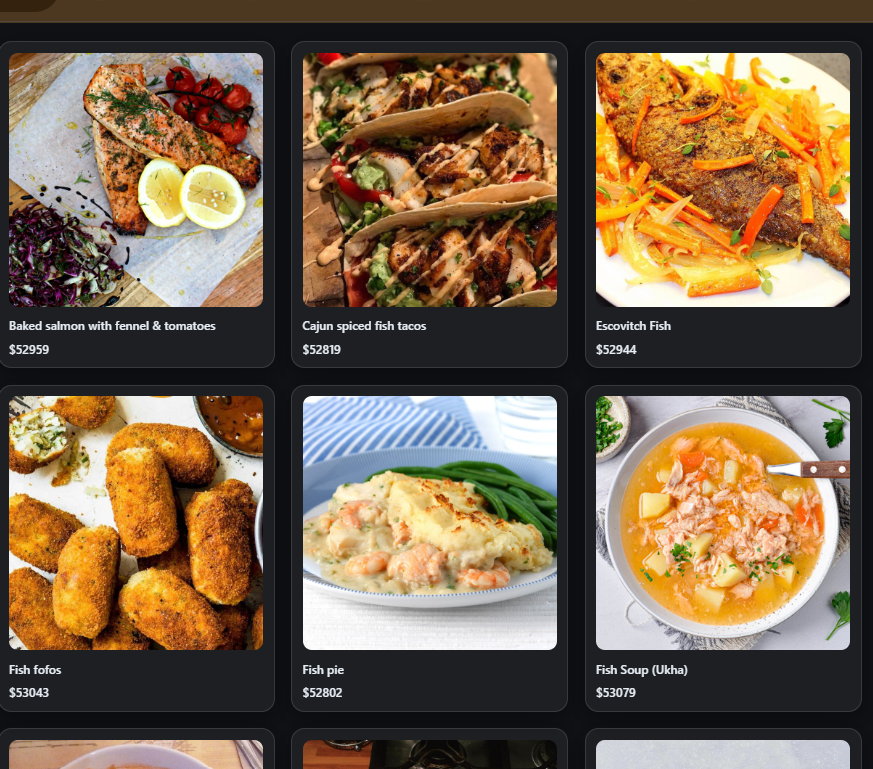 Baked salmon with fennel & tomatoes
$52959
Cajun spiced fish tacos
$52819
Escovitch Fish
$52944
Fish fofos
$53043
Fish pie
$52802
Fish Soup (Ukha)
$53079